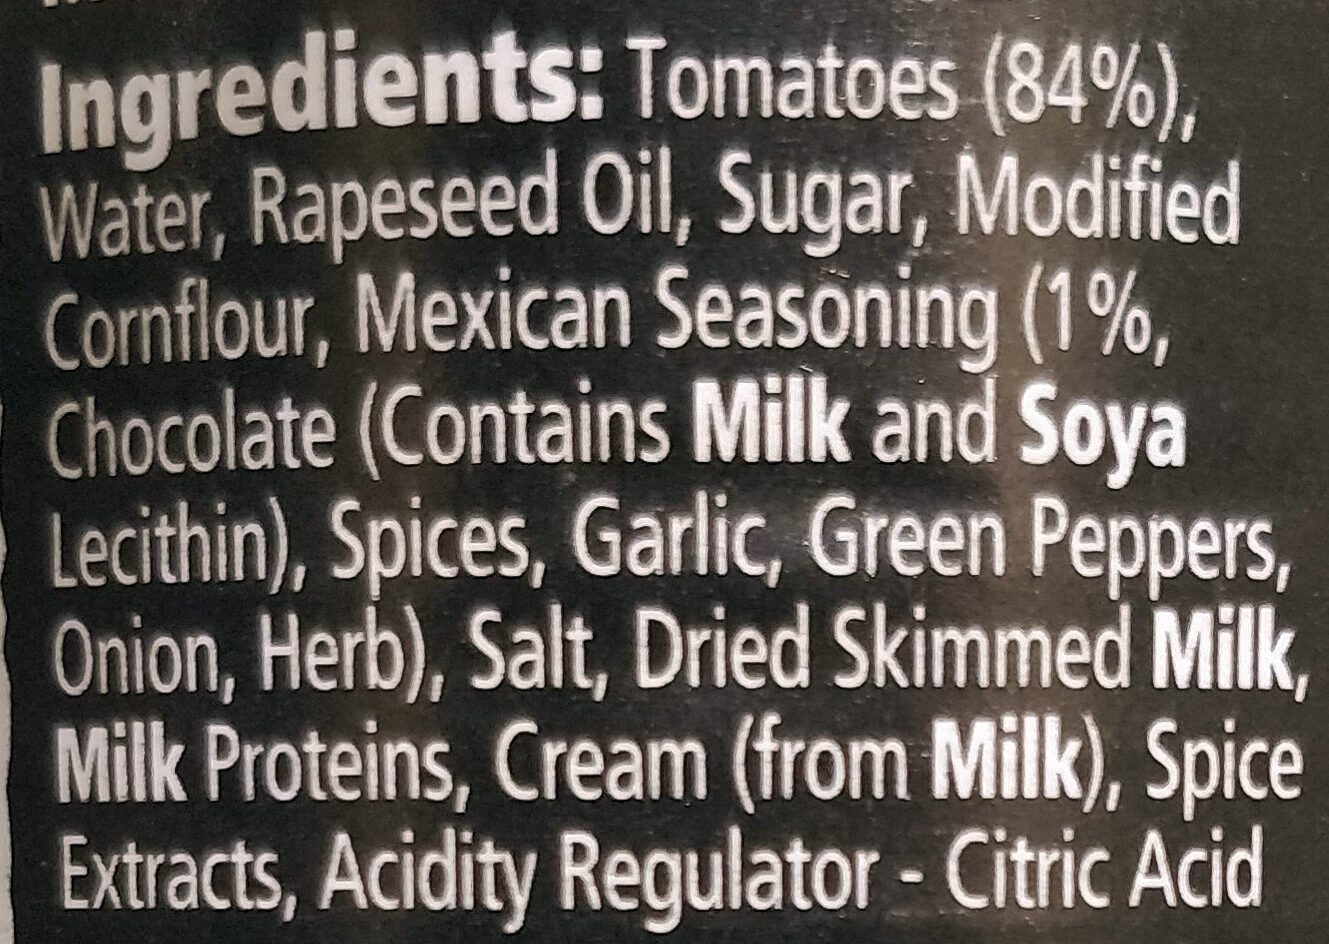 Ingredients: Tomatoes (84%),
Water, Rapeseed Oil, Sugar, Modified
Cornflour, Mexican Seasoning (1%,
Chocolate (Contains Milk and Soya
Lecithin), Spices, Garlic, Green Peppers,
Onion, Herb), Salt, Dried Skimmed Milk,
Milk Proteins, Cream (from Milk), Spice
Extracts, Acidity Regulator - Citric Acid